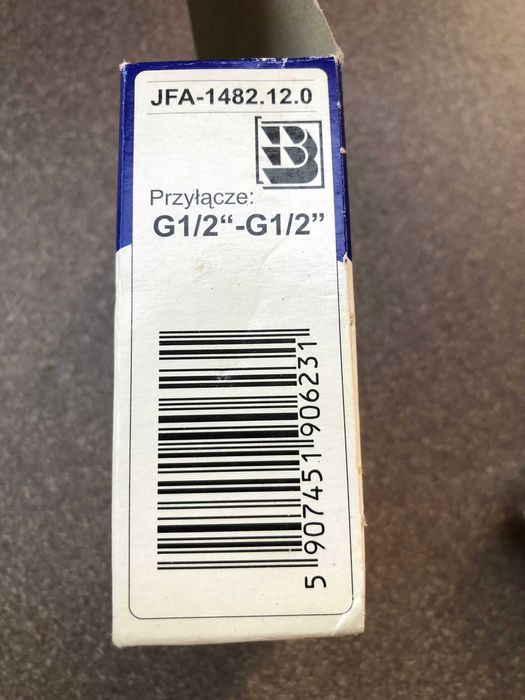 JFA-1482.12.0
Przyłącze:
G1/2“-G1/2”
5 907451 906231